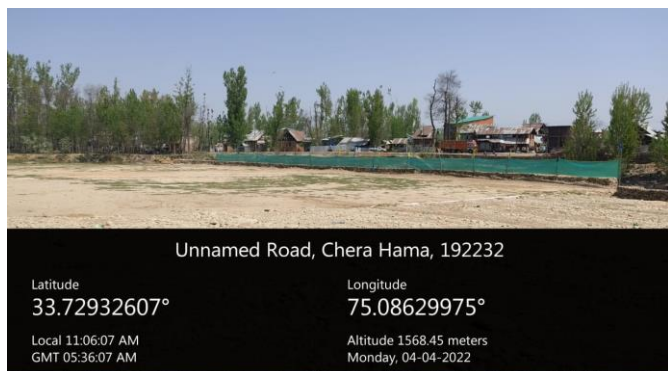 Unnamed Road, Chera Hama, 192232
Latitude
33.72932607°
Longitude
75.08629975°
Local 11:06:07 AM
GMT 05:36:07 AM
Altitude 1568.45 meters
Monday, 04-04-2022